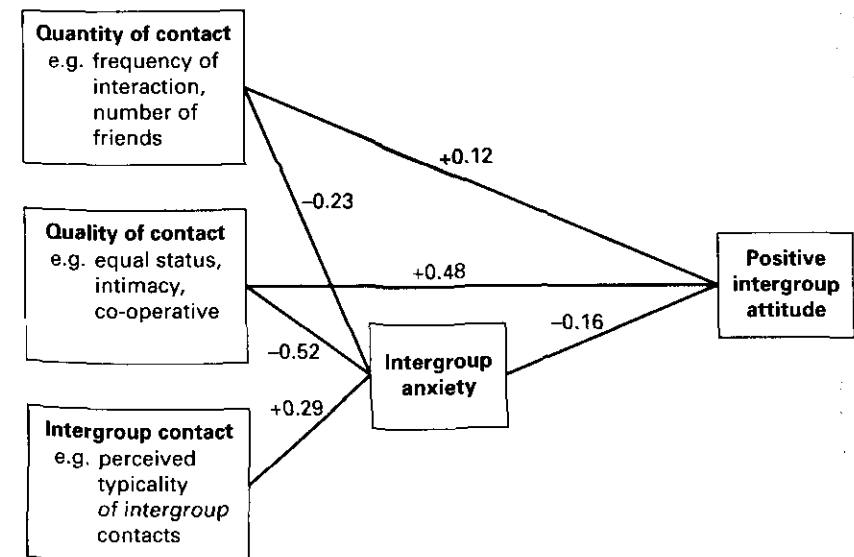 Quantity of contact
e.g. frequency of
interaction,
number of
friends
+0.12
–0.23
Quality of contact
e.g. equal status,
intimacy,
co-operative
+0.48
Positive
intergroup
attitude
–0.16
–0.52
Intergroup
anxiety
+0.29
Intergroup contact
e.g. perceived
typicality
of intergroup
contacts